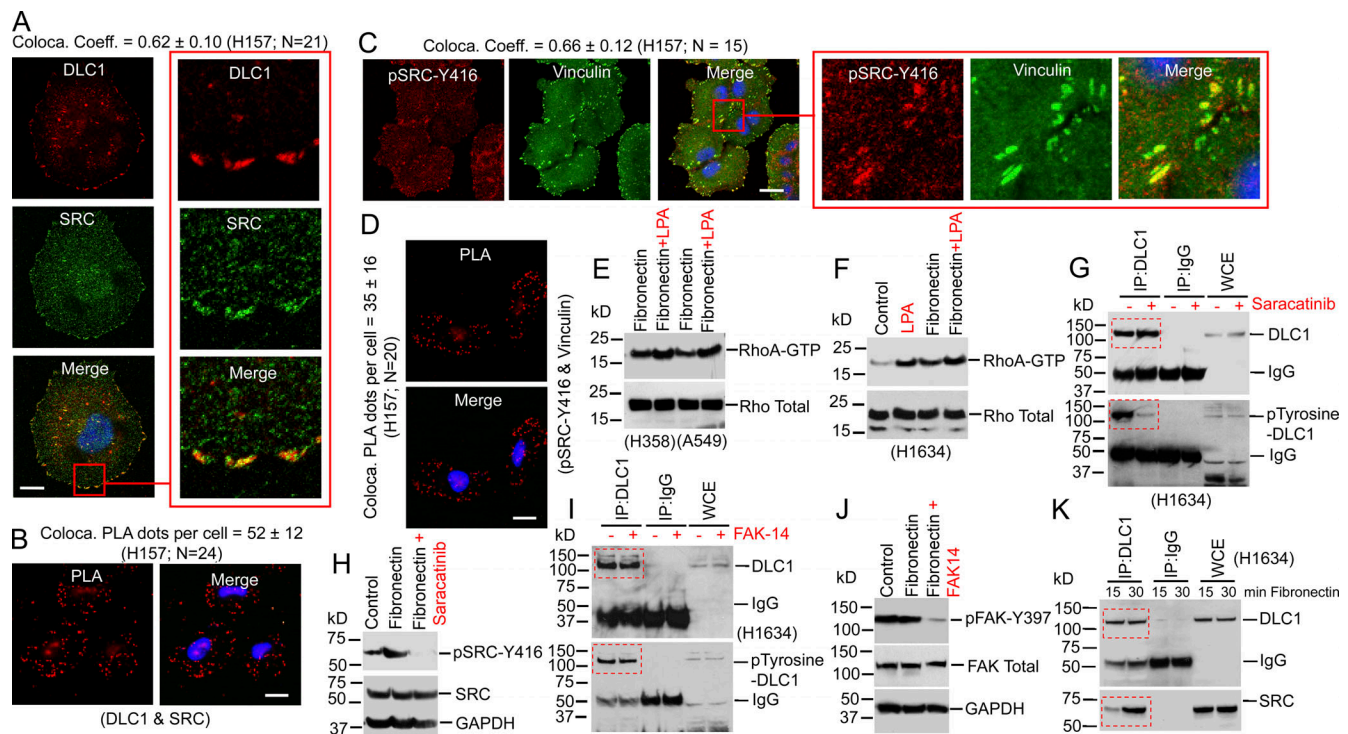 A
Coloca. Coeff. = 0.62 ± 0.10 (H157; N=21)
DLC1
DLC1
SRC
SRC
Merge
Merge
B
Coloca. PLA dots per cell = 52 ± 12
(H157; N=24)
PLA
Merge
(DLC1 & SRC)
C
Coloca. Coeff. = 0.66 ± 0.12 (H157; N = 15)
pSRC-Y416
Vinculin
Merge
pSRC-Y416
Vinculin
Merge
D
Coloca. PLA dots per cell = 35 ± 16
(H157; N=20)
PLA
Merge
(pSRC-Y416 & Vinculin)
E
Fibronectin
Fibronectin+LPA
Fibronectin
Fibronectin+LPA
kD
25
15
RhoA-GTP
25
15
Rho Total
(H358)
(A549)
F
Control
LPA
Fibronectin
Fibronectin+LPA
kD
25
15
RhoA-GTP
25
15
Rho Total
(H1634)
G
IP:DLC1
IP:IgG
WCE
kD
- + - + - +
Saracatinib
150
100
DLC1
75
50
IgG
37
150
100
pTyrosine
-DLC1
75
50
IgG
37
(H1634)
H
Control
Fibronectin
Fibronectin + Saracatinib
kD
75
pSRC-Y416
50
75
SRC
50
GAPDH
37
I
IP:DLC1
IP:IgG
WCE
kD
- + - + - +
FAK-14
150
100
DLC1
75
50
IgG
37
(H1634)
150
100
pTyrosine
-DLC1
75
50
IgG
37
J
Control
Fibronectin
Fibronectin + FAK14
kD
150
pFAK-Y397
100
150
FAK Total
100
50
GAPDH
37
K
IP:DLC1
IP:IgG
WCE
(H1634)
kD
15 30 15 30 15 30
min Fibronectin
150
100
DLC1
75
50
IgG
37
75
SRC
50